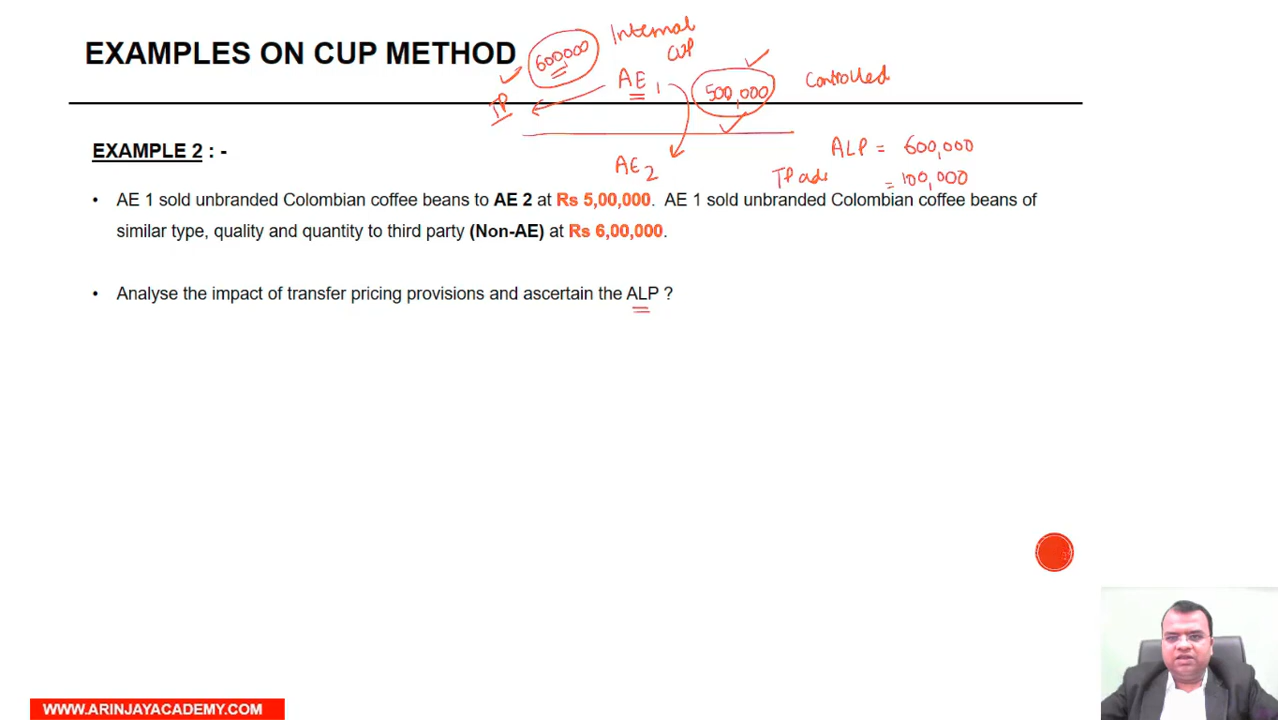 EXAMPLES ON CUP METHOD
600,000
Internal
CUP
AE 1
500,000
Controlled
TP
AE 2
ALP = 600,000
TP ads = 100,000
EXAMPLE 2 : -
• AE 1 sold unbranded Colombian coffee beans to AE 2 at Rs 5,00,000. AE 1 sold unbranded Colombian coffee beans of
similar type, quality and quantity to third party (Non-AE) at Rs 6,00,000.
• Analyse the impact of transfer pricing provisions and ascertain the ALP ?
WWW.ARINJAYACADEMY.COM